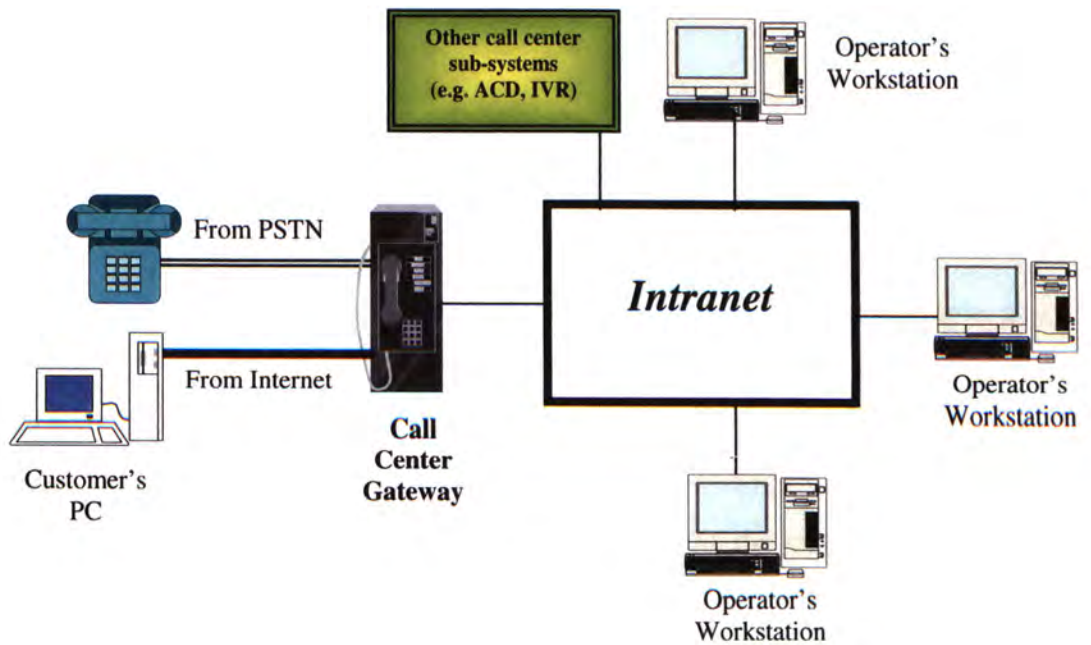 Other call center
sub-systems
(e.g. ACD, IVR)
Operator's
Workstation
From PSTN
Intranet
From Internet
Customer's
PC
Call
Center
Gateway
Operator's
Workstation
Operator's
Workstation